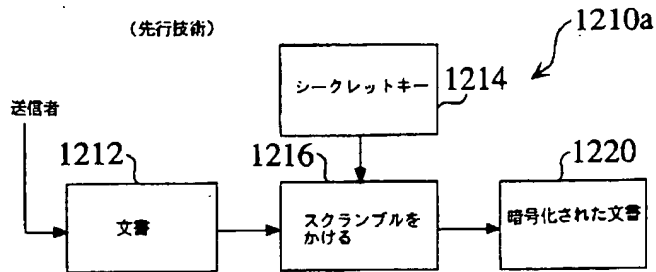 (先行技術)
1210a
シークレットキー
1214
送信者
1212
1216
1220
文書
スクランブルを
かける
暗号化された文書